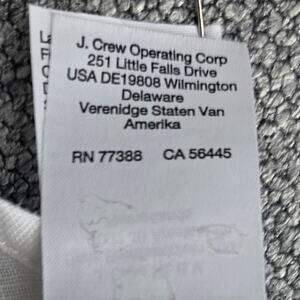 J. Crew Operating Corp
251 Little Falls Drive
USA DE19808 Wilmington
Delaware
Verenidge Staten Van
Amerika
RN 77388 CA 56445